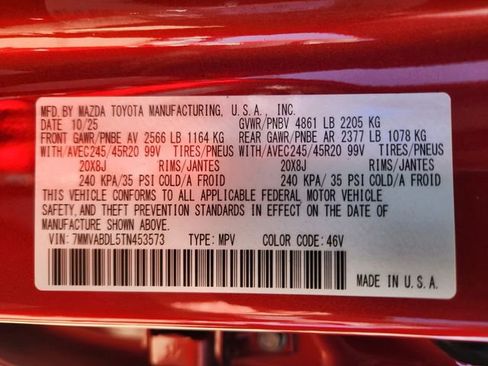 MFD. BY MAZDA TOYOTA MANUFACTURING, U.S.A., INC.
DATE 10/25 GVWR/PNBV 4861 LB 2205 KG
FRONT GAWR/PNBE AV 2566 LB 1164 KG REAR GAWR/PNBE AR 2377 LB 1078 KG
WITH/AVEC245/45R20 99V TIRES/PNEUS WITH/AVEC245/45R20 99V TIRES/PNEUS
20X8J RIMS/JANTES 20X8J RIMS/JANTES
240 KPA/35 PSI COLD/A FROID 240 KPA/35 PSI COLD/A FROID
THIS VEHICLE CONFORMS TO ALL APPLICABLE FEDERAL MOTOR VEHICLE
SAFETY,AND THEFT PREVENTION STANDARDS IN EFFECT ON THE DATE OF
MANUFACTURE SHOWN ABOVE.
VIN: 7MMVABDL5TN453573 TYPE: MPV COLOR CODE: 46V
MADE IN U.S.A.